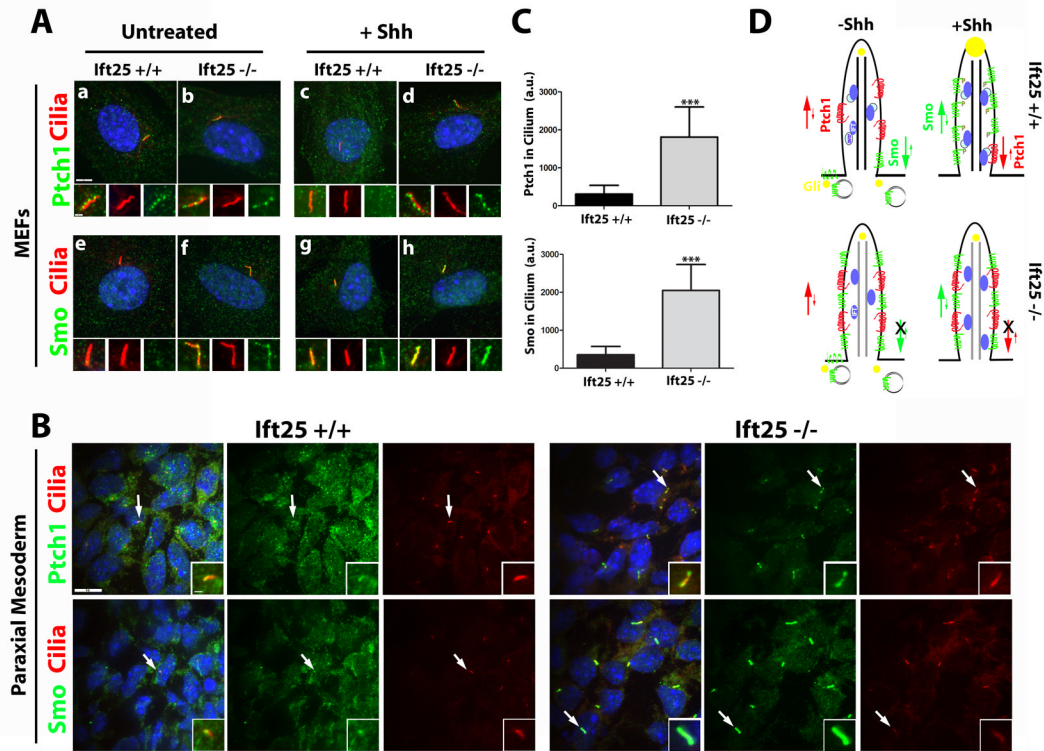 A
Untreated
+ Shh
Ift25 +/+
Ift25 -/-
Ift25 +/+
Ift25 -/-
MEFs
Ptch1 Cilia
a
b
c
d
Smo Cilia
e
f
g
h
C
Ptch1 in Cilium (a.u.)
3000
2000
1000
0
***
Ift25 +/+
Ift25 -/-
Smo in Cilium (a.u.)
3000
2000
1000
0
***
Ift25 +/+
Ift25 -/-
D
-Shh
+Shh
Ift25 +/+
Ptch1
Smo
Smo
Ptch1
Gli
Ift25 -/-
X
X
B
Ift25 +/+
Ift25 -/-
Paraxial Mesoderm
Ptch1 Cilia
Smo Cilia